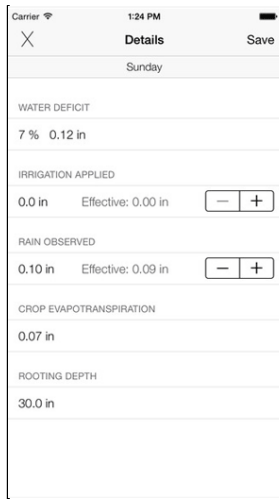 Carrier 1:24 PM
Details Save
Sunday
WATER DEFICIT
7 % 0.12 in
IRRIGATION APPLIED
0.0 in Effective: 0.00 in − +
RAIN OBSERVED
0.10 in Effective: 0.09 in − +
CROP EVAPOTRANSPIRATION
0.07 in
ROOTING DEPTH
30.0 in